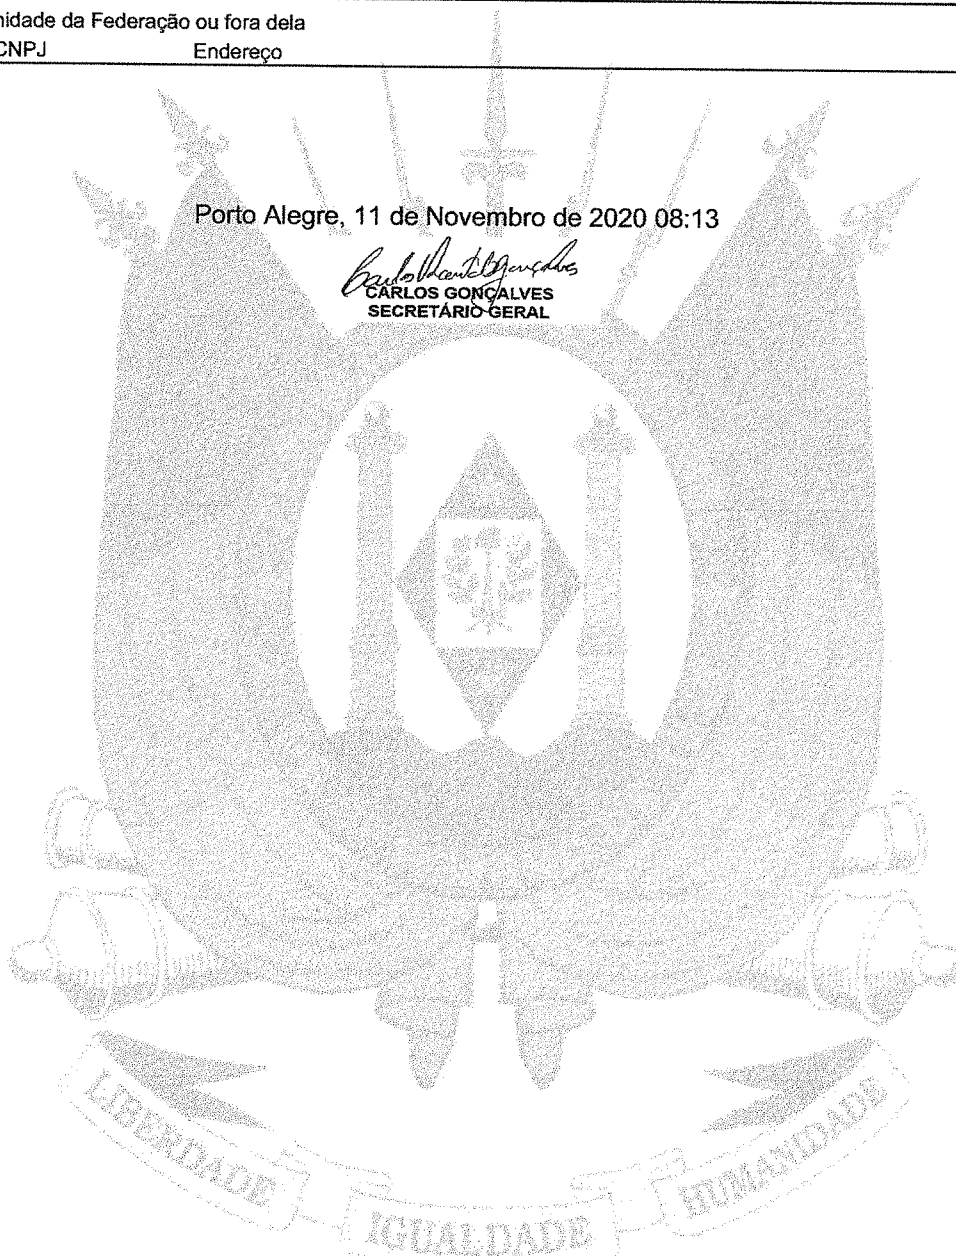 nidade da Federação ou fora dela
CNPJ Endereço
Porto Alegre, 11 de Novembro de 2020 08:13
CARLOS GONÇALVES
SECRETÁRIO GERAL
LIBERDADE
IGUALDADE
HUMANIDADE